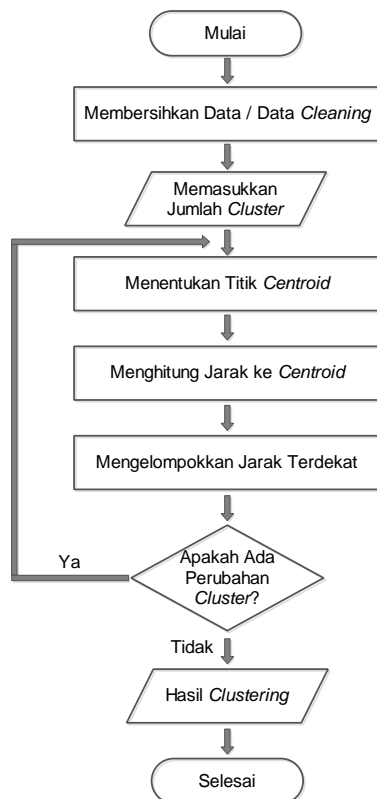 Mulai
Membersihkan Data / Data Cleaning
Memasukkan
Jumlah Cluster
Menentukan Titik Centroid
Menghitung Jarak ke Centroid
Mengelompokkan Jarak Terdekat
Apakah Ada
Perubahan
Cluster?
Ya
Tidak
Hasil Clustering
Selesai